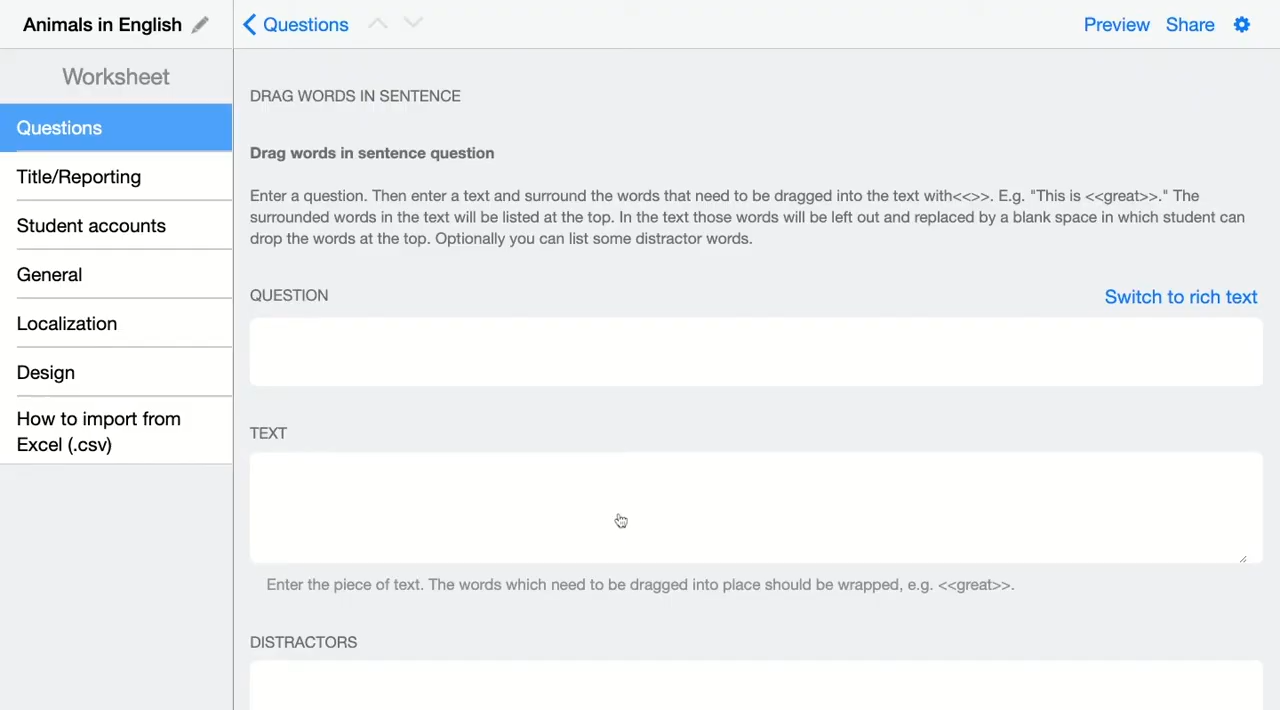 Animals in English
Questions
Preview
Share
Worksheet
Questions
Title/Reporting
Student accounts
General
Localization
Design
How to import from
Excel (.csv)
DRAG WORDS IN SENTENCE
Drag words in sentence question
Enter a question. Then enter a text and surround the words that need to be dragged into the text with<<>>. E.g. "This is <<great>>." The
surrounded words in the text will be listed at the top. In the text those words will be left out and replaced by a blank space in which student can
drop the words at the top. Optionally you can list some distractor words.
QUESTION
Switch to rich text
TEXT
Enter the piece of text. The words which need to be dragged into place should be wrapped, e.g. <<great>>.
DISTRACTORS